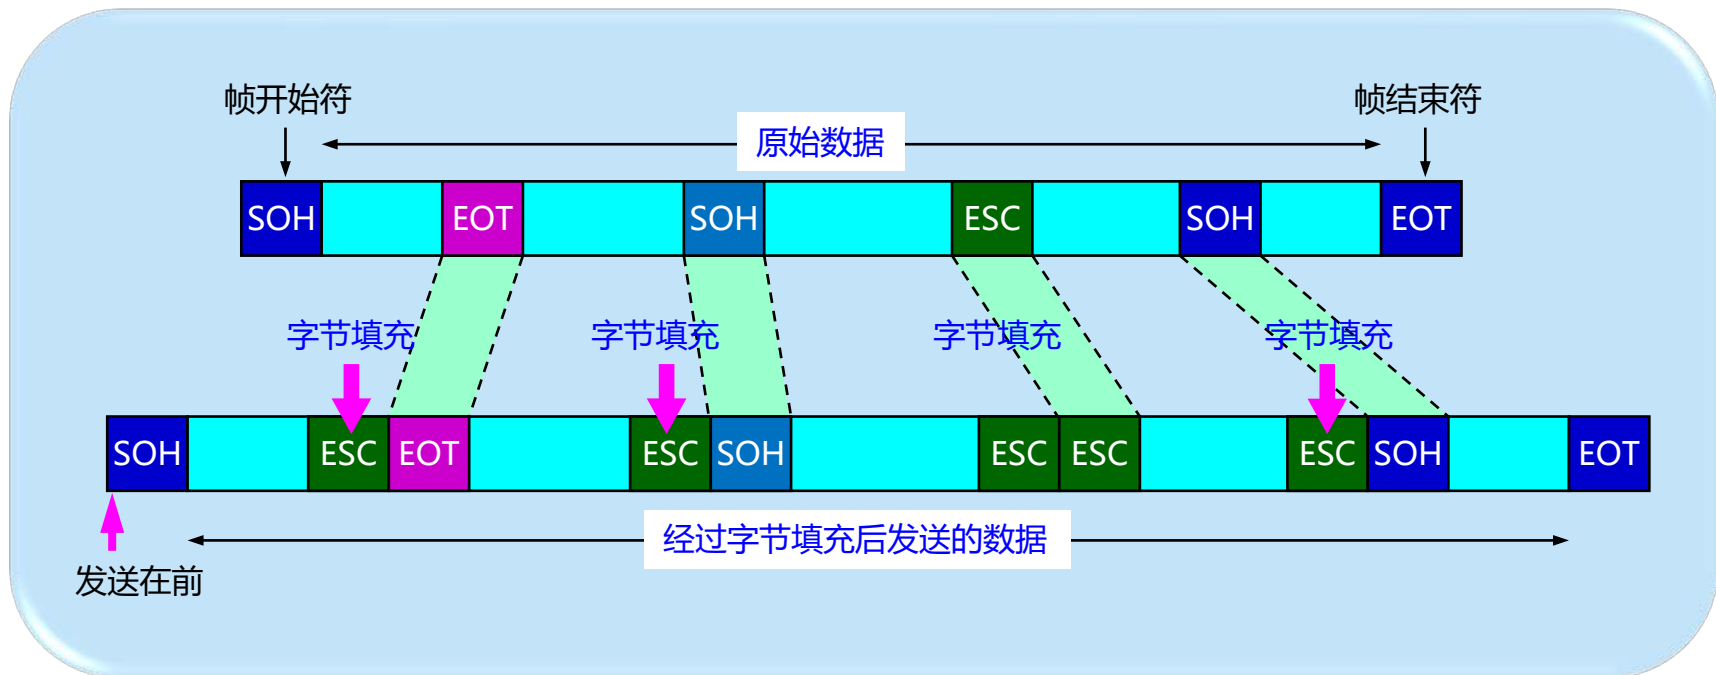 帧开始符 帧结束符
原始数据
SOH EOT SOH ESC SOH EOT
字节填充 字节填充 字节填充 字节填充
SOH ESC EOT ESC SOH ESC ESC ESC SOH EOT
经过字节填充后发送的数据
发送在前